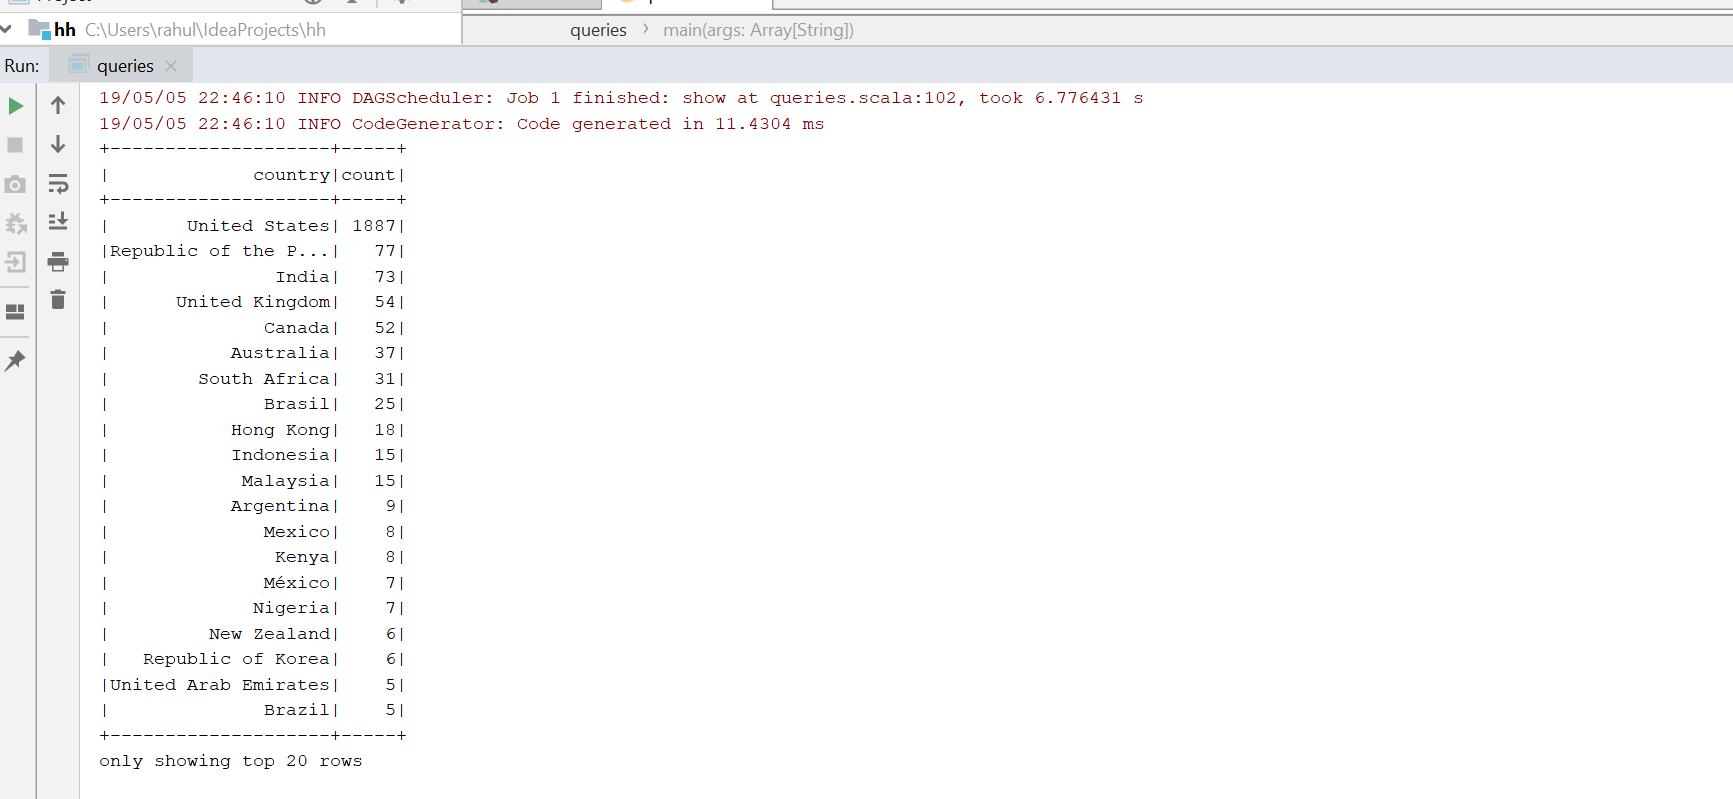 hh C:\Users\rahul\IdeaProjects\hh
queries › main(args: Array[String])
Run: queries
19/05/05 22:46:10 INFO DAGScheduler: Job 1 finished: show at queries.scala:102, took 6.776431 s
19/05/05 22:46:10 INFO CodeGenerator: Code generated in 11.4304 ms
+--------------------+-----+
|             country|count|
+--------------------+-----+
|       United States| 1887|
|Republic of the P...|   77|
|               India|   73|
|      United Kingdom|   54|
|              Canada|   52|
|           Australia|   37|
|        South Africa|   31|
|              Brasil|   25|
|           Hong Kong|   18|
|           Indonesia|   15|
|            Malaysia|   15|
|           Argentina|    9|
|              Mexico|    8|
|               Kenya|    8|
|              México|    7|
|             Nigeria|    7|
|         New Zealand|    6|
|   Republic of Korea|    6|
|United Arab Emirates|    5|
|              Brazil|    5|
+--------------------+-----+
only showing top 20 rows